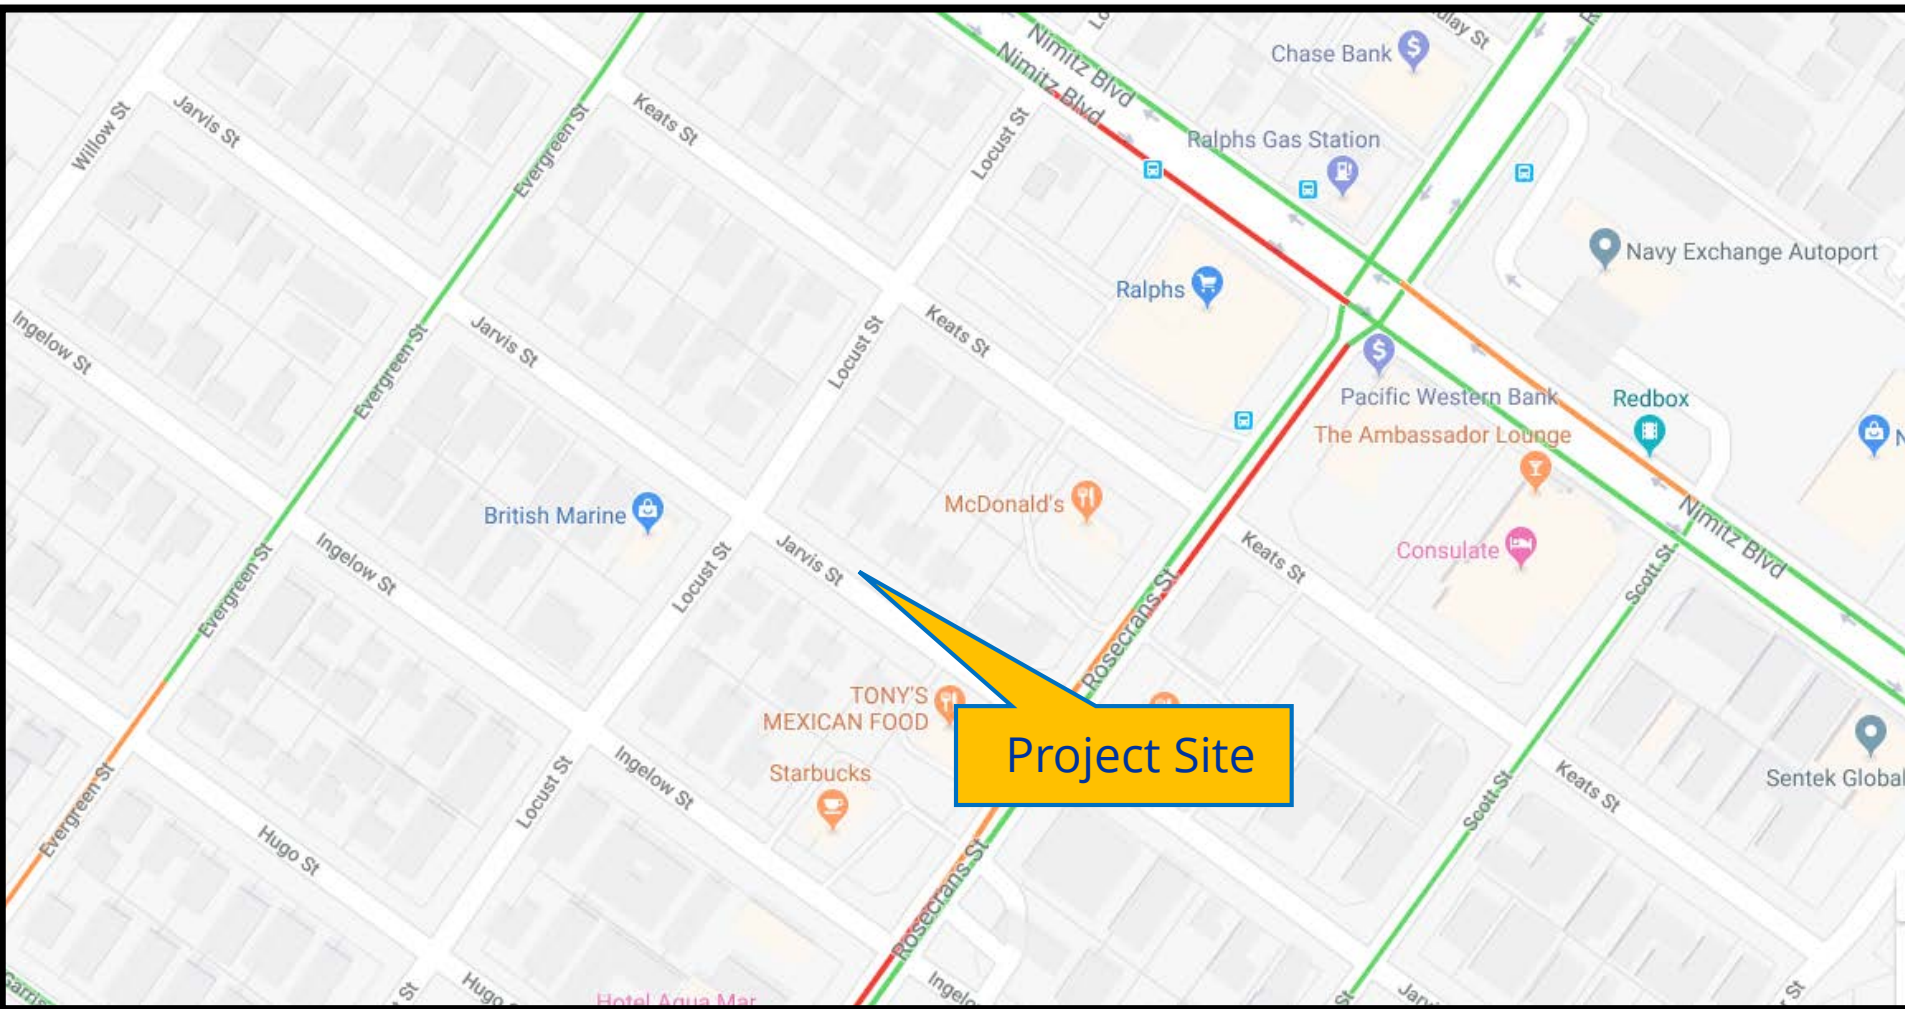 Nimitz Blvd
Nimitz Blvd
Chase Bank
Ralphs Gas Station
Willow St
Jarvis St
Evergreen St
Keats St
Locust St
Navy Exchange Autoport
Ralphs
Ingelow St
Evergreen St
Jarvis St
Locust St
Keats St
Pacific Western Bank
Redbox
The Ambassador Lounge
British Marine
McDonald's
Nimitz Blvd
Ingelow St
Evergreen St
Locust St
Jarvis St
Keats St
Consulate
Scott St
Rosecrans St
TONY'S
MEXICAN FOOD
Project Site
Starbucks
Ingelow St
Locust St
Evergreen St
Hugo St
Scott St
Keats St
Sentek Global
Rosecrans St
Hugo
Hotel Aqua Mar
St
St
St